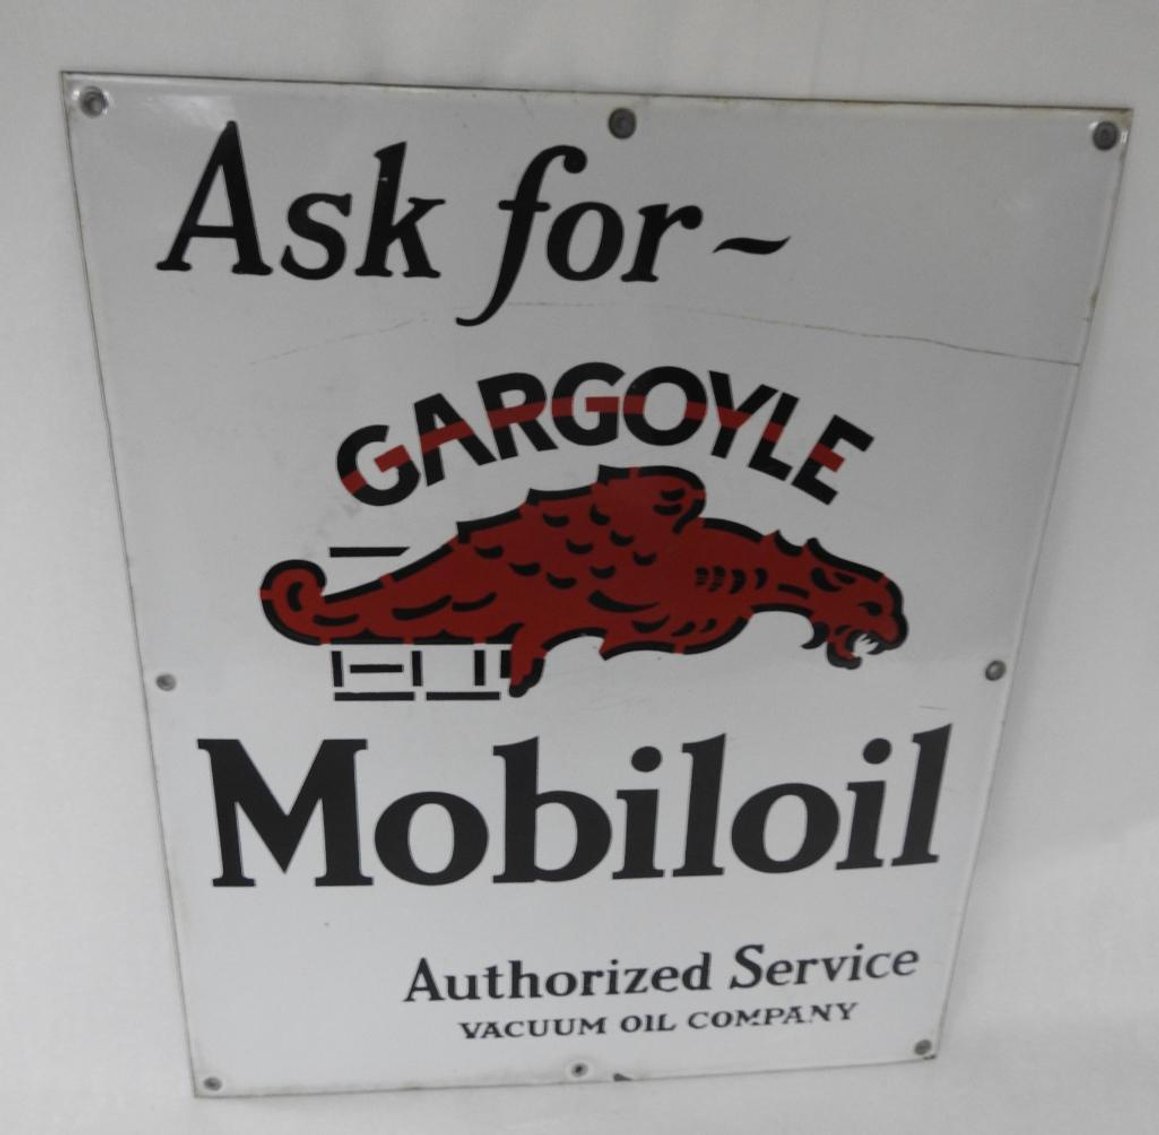 Ask for~
GARGOYLE
Mobiloil
Authorized Service
VACUUM OIL COMPANY